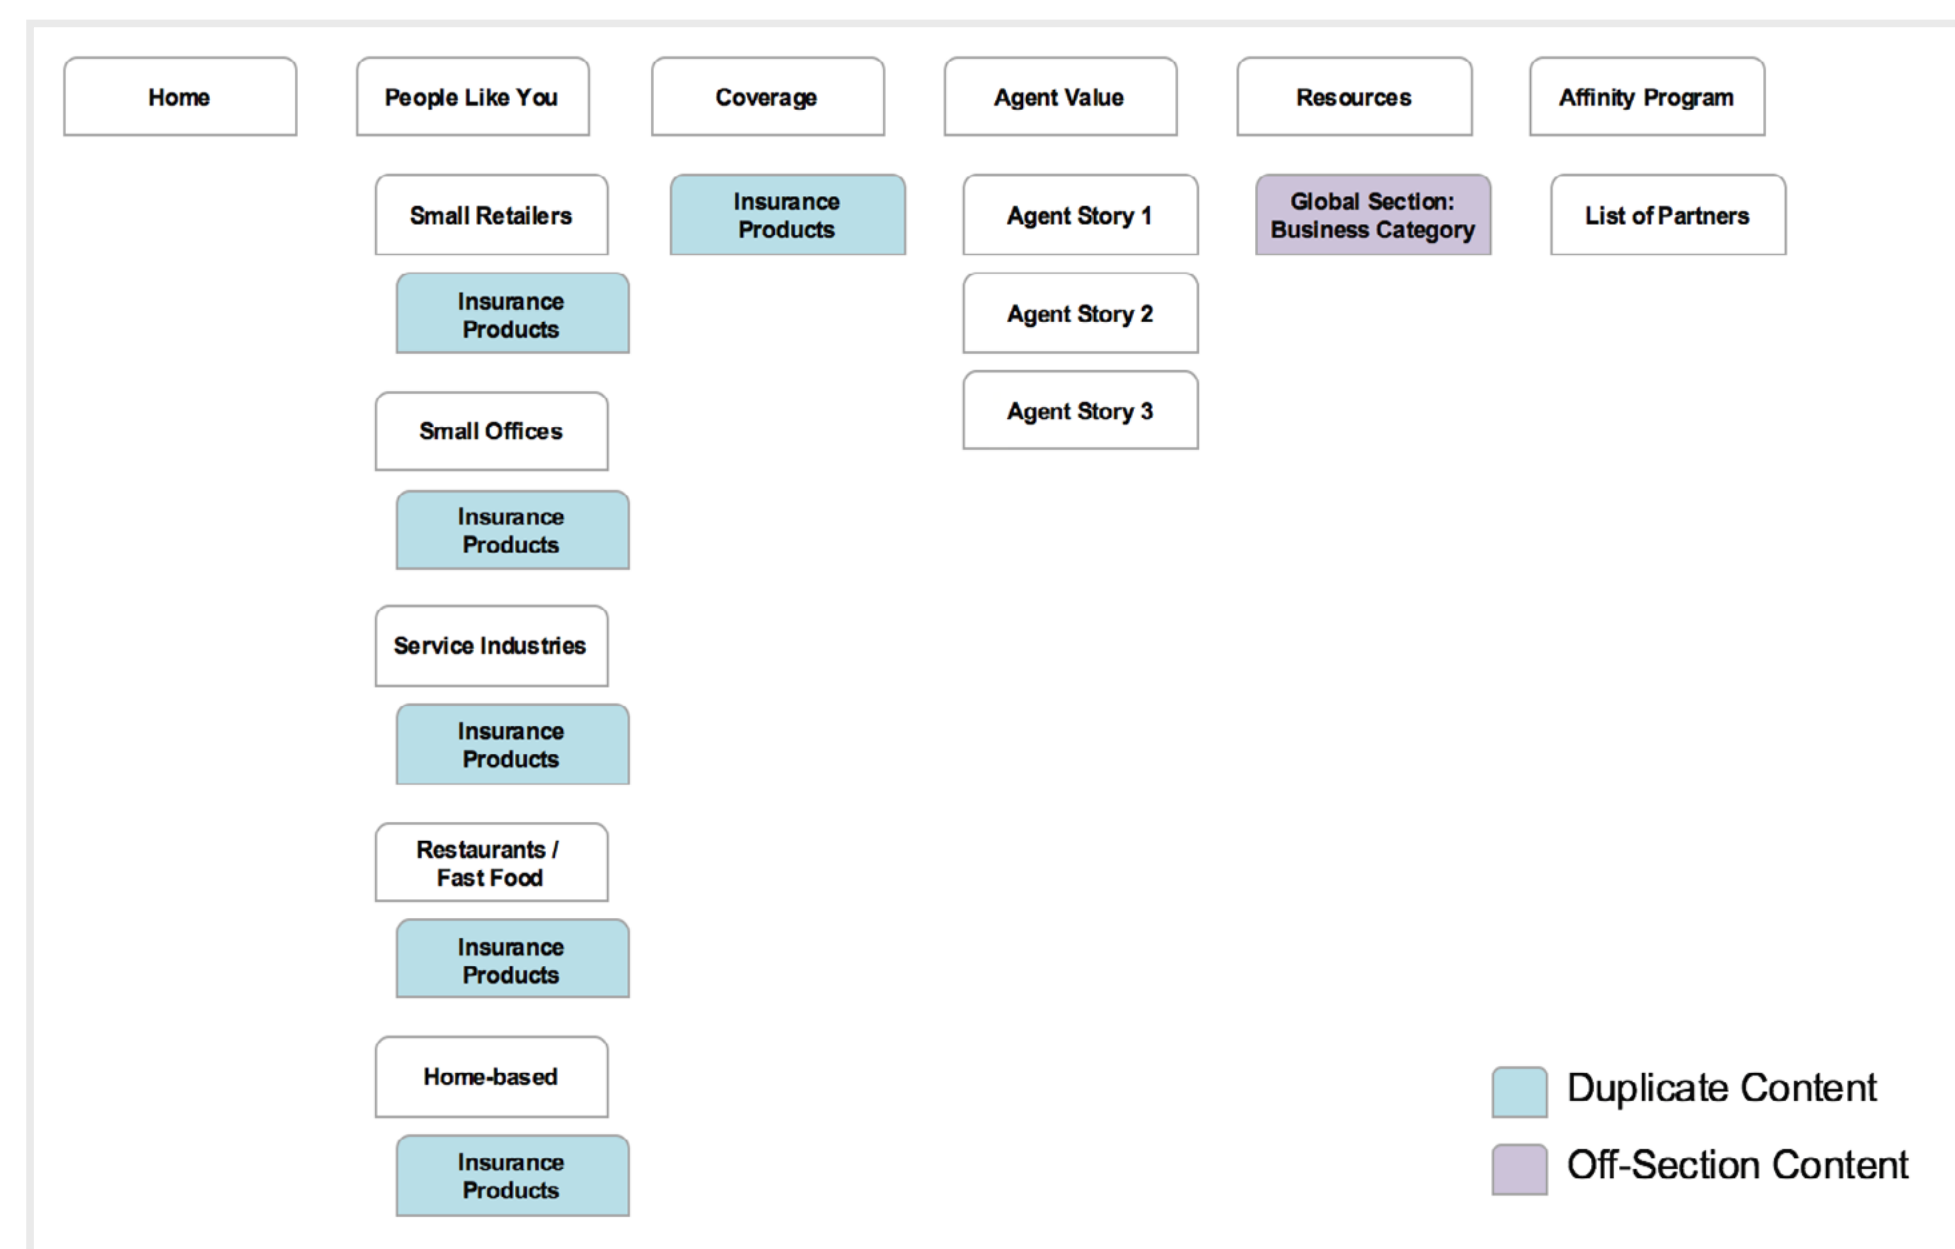 Home
People Like You
Coverage
Agent Value
Resources
Affinity Program
Small Retailers
Insurance
Products
Small Offices
Insurance
Products
Service Industries
Insurance
Products
Restaurants /
Fast Food
Insurance
Products
Home-based
Insurance
Products
Insurance
Products
Agent Story 1
Agent Story 2
Agent Story 3
Global Section:
Business Category
List of Partners
Duplicate Content
Off-Section Content